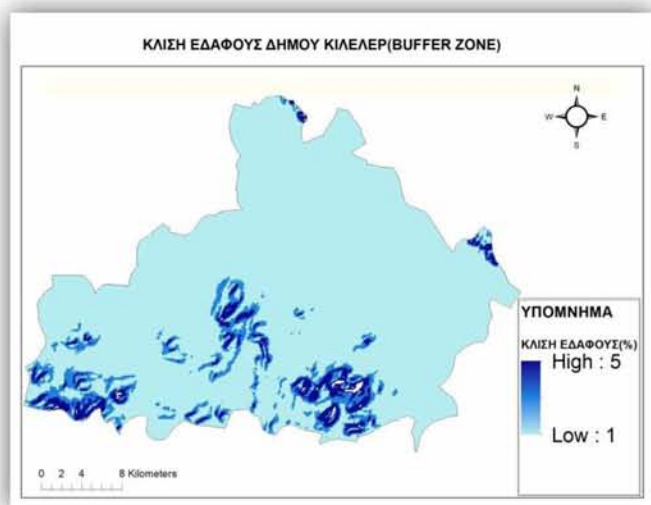 ΚΛΙΣΗ ΕΔΑΦΟΥΣ ΔΗΜΟΥ ΚΙΛΕΛΕΡ(BUFFER ZONE)
N
W E
S
ΥΠΟΜΝΗΜΑ
ΚΛΙΣΗ ΕΔΑΦΟΥΣ(%)
High : 5
Low : 1
0 2 4 8 Kilometers